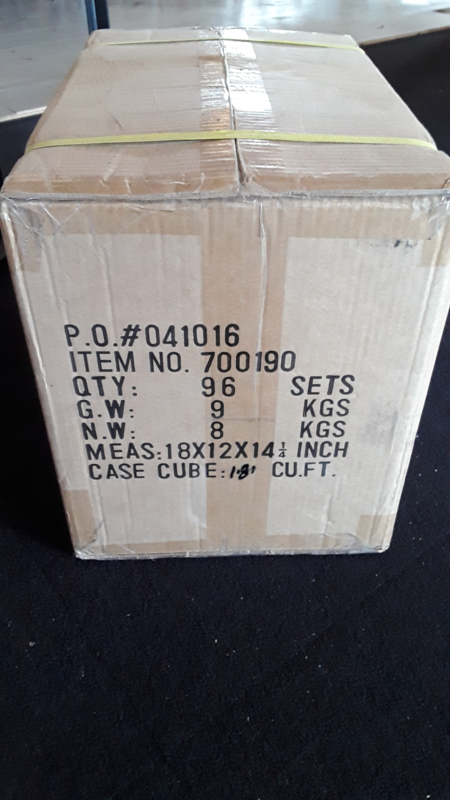 P.O.#041016
ITEM NO. 700190
QTY: 96 SETS
G.W: 9 KGS
N.W: 8 KGS
MEAS:18X12X14¼ INCH
CASE CUBE: CU.FT.